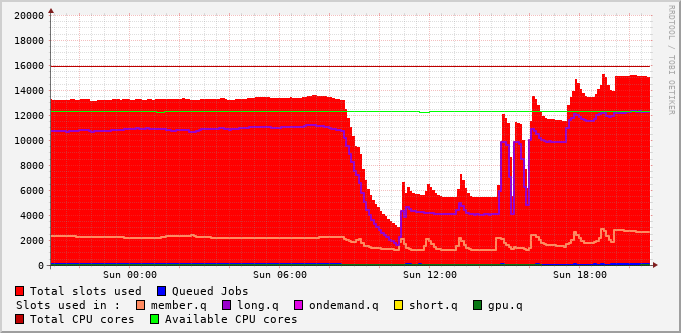 20000
18000
16000
14000
12000
10000
8000
6000
4000
2000
0
Sun 00:00 Sun 06:00 Sun 12:00 Sun 18:00
Total slots used Queued Jobs
Slots used in : member.q long.q ondemand.q short.q gpu.q
Total CPU cores Available CPU cores
RRDTOOL / TOBI OETIKER